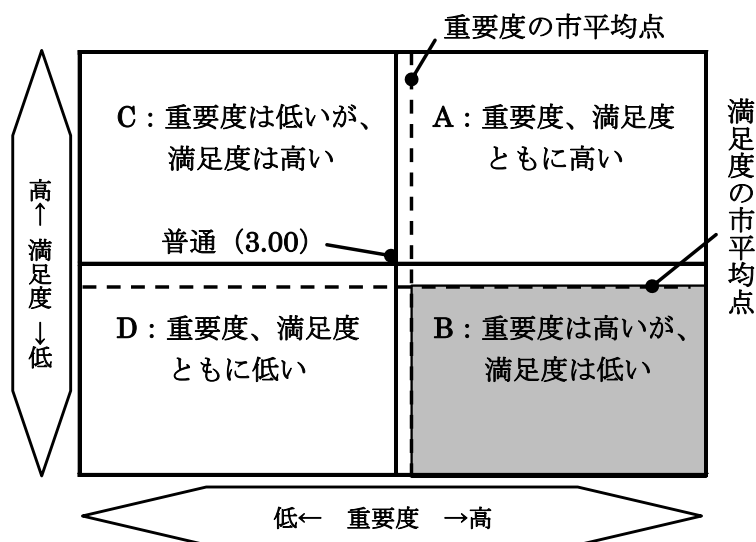 重要度の市平均点
C：重要度は低いが、
満足度は高い
A：重要度、満足度
ともに高い
満足度の市平均点
高↑ 満足度 ↓低
普通（3.00）
D：重要度、満足度
ともに低い
B：重要度は高いが、
満足度は低い
低← 重要度 →高